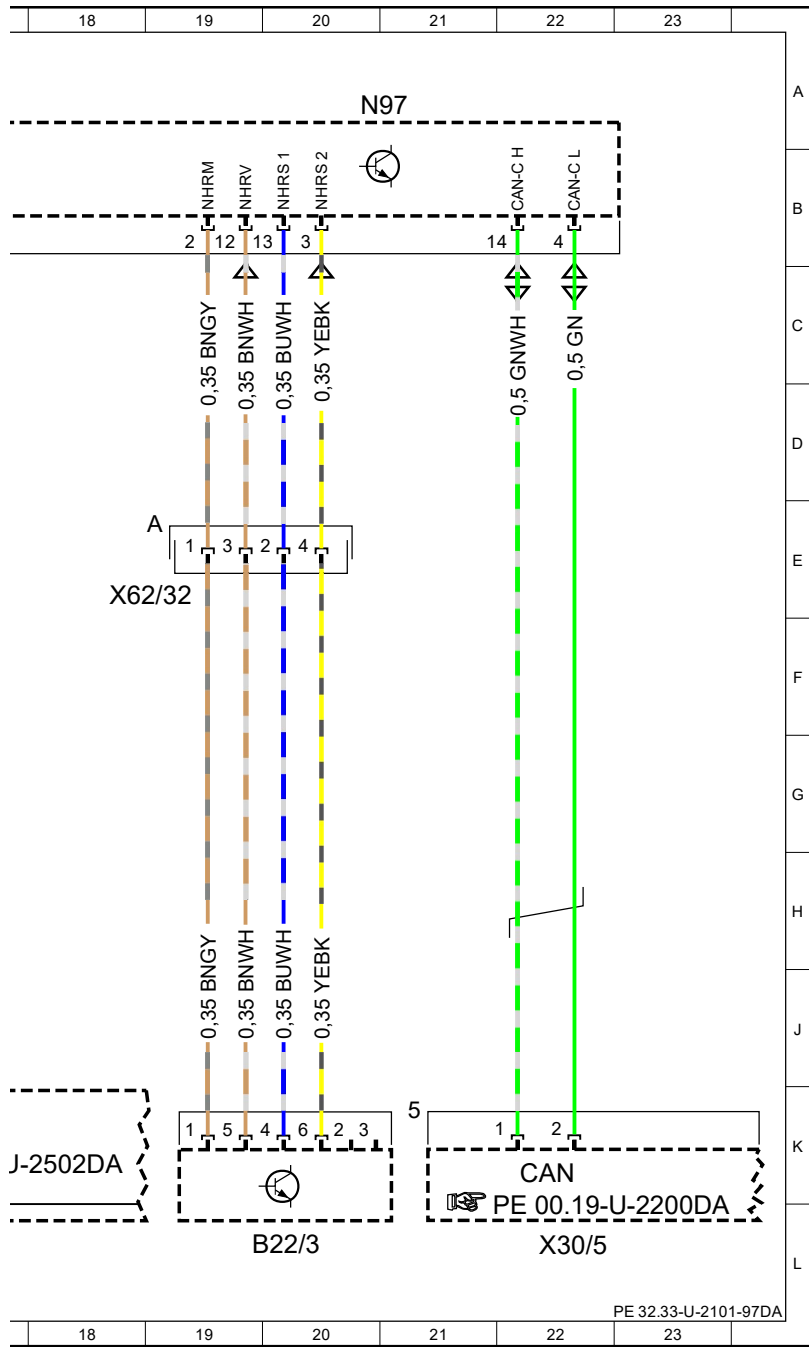 18 19 20 21 22 23
A
N97
NHRM
NHRV
NHRS 1
NHRS 2
CAN-C H
CAN-C L
B
2 12 13 3 14 4
0,35 BNGY
0,35 BNWH
0,35 BUWH
0,35 YEBK
0,5 GNWH
0,5 GN
C
D
A
1 3 2 4
E
X62/32
F
G
H
0,35 BNGY
0,35 BNWH
0,35 BUWH
0,35 YEBK
J
5
1 5 4 6 2 3 1 2
K
U-2502DA
CAN
PE 00.19-U-2200DA
B22/3
X30/5
L
PE 32.33-U-2101-97DA
18 19 20 21 22 23